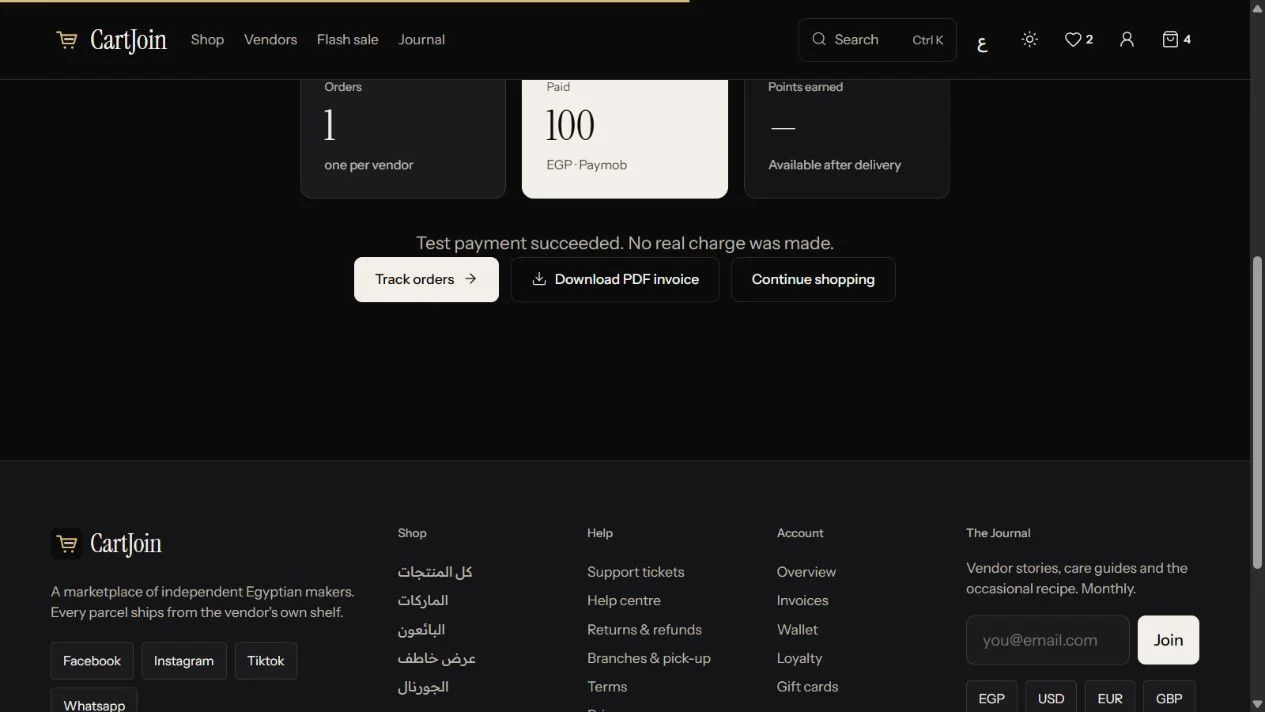 CartJoin
Shop
Vendors
Flash sale
Journal
Search
Ctrl K
ع
2
4
Orders
1
one per vendor
Paid
100
EGP · Paymob
Points earned
—
Available after delivery
Test payment succeeded. No real charge was made.
Track orders →
Download PDF invoice
Continue shopping
CartJoin
A marketplace of independent Egyptian makers.
Every parcel ships from the vendor's own shelf.
Facebook
Instagram
Tiktok
Whatsapp
Shop
كل المنتجات
الماركات
البائعون
عرض خاطف
الجورنال
Help
Support tickets
Help centre
Returns & refunds
Branches & pick-up
Terms
Account
Overview
Invoices
Wallet
Loyalty
Gift cards
The Journal
Vendor stories, care guides and the
occasional recipe. Monthly.
you@email.com
Join
EGP
USD
EUR
GBP